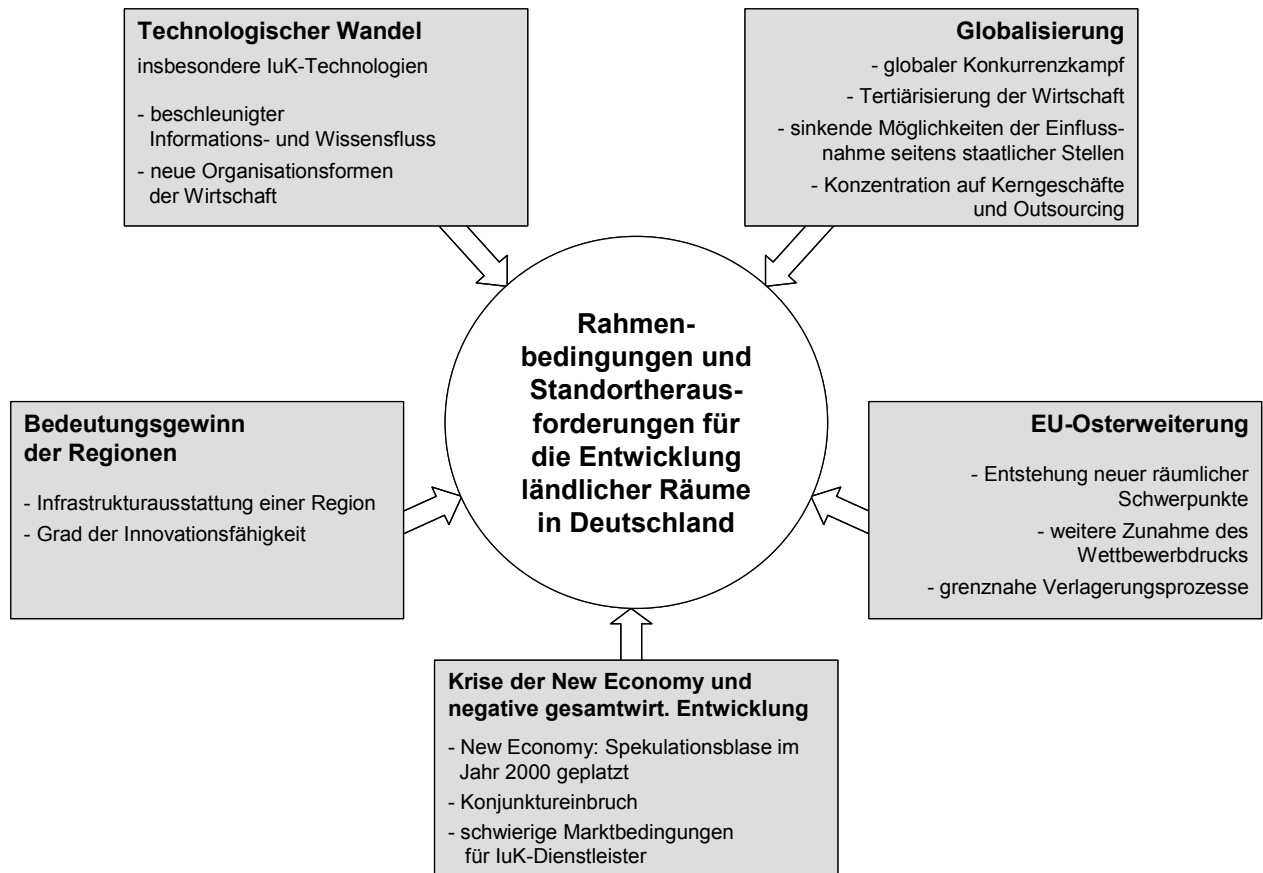 Technologischer Wandel
insbesondere IuK-Technologien
- beschleunigter
Informations- und Wissensfluss
- neue Organisationsformen
der Wirtschaft
Globalisierung
- globaler Konkurrenzkampf
- Tertiärisierung der Wirtschaft
- sinkende Möglichkeiten der Einfluss-
nahme seitens staatlicher Stellen
- Konzentration auf Kerngeschäfte
und Outsourcing
Rahmen-
bedingungen und
Standortheraus-
forderungen für
die Entwicklung
ländlicher Räume
in Deutschland
Bedeutungsgewinn
der Regionen
- Infrastrukturausstattung einer Region
- Grad der Innovationsfähigkeit
EU-Osterweiterung
- Entstehung neuer räumlicher
Schwerpunkte
- weitere Zunahme des
Wettbewerbdrucks
- grenznahe Verlagerungsprozesse
Krise der New Economy und
negative gesamtwirt. Entwicklung
- New Economy: Spekulationsblase im
Jahr 2000 geplatzt
- Konjunktureinbruch
- schwierige Marktbedingungen
für IuK-Dienstleister